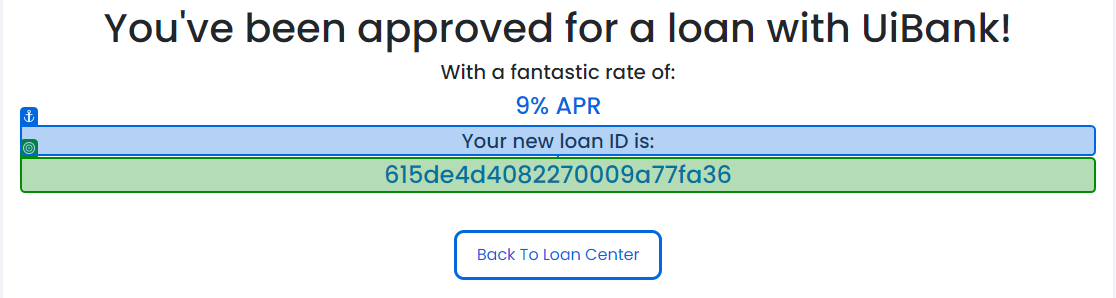 You've been approved for a loan with UiBank!
With a fantastic rate of:
9% APR
Your new loan ID is:
615de4d4082270009a77fa36
Back To Loan Center